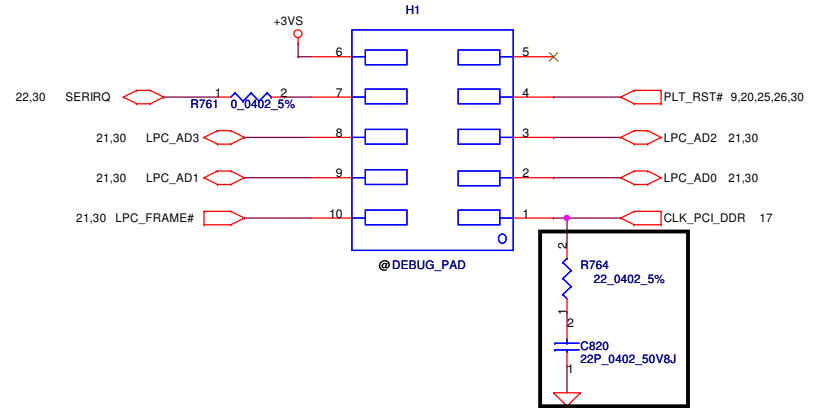 H1
+3VS
6
5
22,30 SERIRQ 1 2 7
R761 0_0402_5%
4 PLT_RST# 9,20,25,26,30
21,30 LPC_AD3 8
3 LPC_AD2 21,30
21,30 LPC_AD1 9
2 LPC_AD0 21,30
21,30 LPC_FRAME# 10
1 CLK_PCI_DDR 17
@DEBUG_PAD
2
R764
22_0402_5%
1
2
C820
22P_0402_50V8J
1